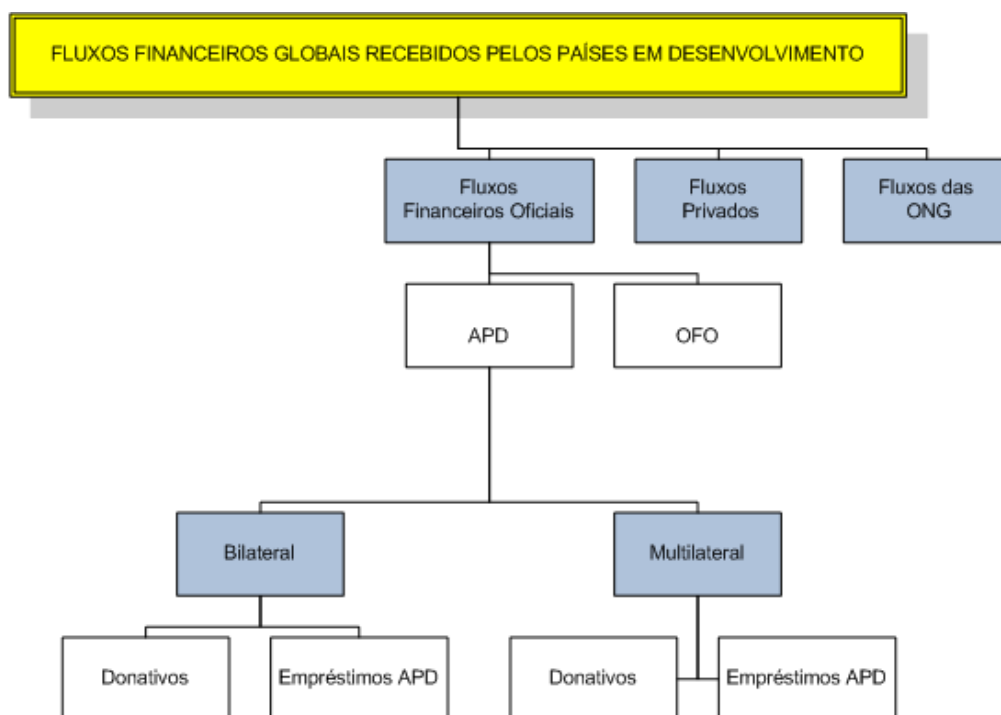 FLUXOS FINANCEIROS GLOBAIS RECEBIDOS PELOS PAÍSES EM DESENVOLVIMENTO
Fluxos
Financeiros Oficiais
Fluxos
Privados
Fluxos das
ONG
APD
OFO
Bilateral
Multilateral
Donativos
Empréstimos APD
Donativos
Empréstimos APD